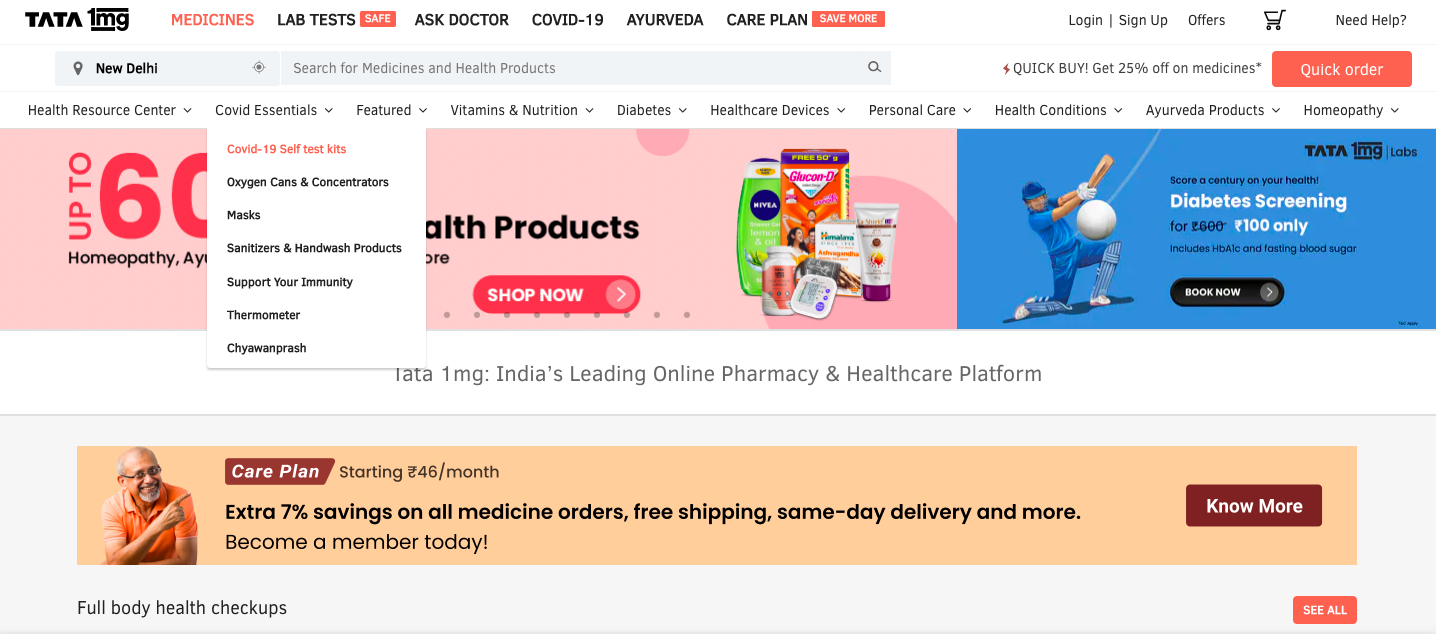 TATA 1mg
MEDICINES LAB TESTS SAFE ASK DOCTOR COVID-19 AYURVEDA CARE PLAN SAVE MORE
Login | Sign Up Offers Need Help?
New Delhi
Search for Medicines and Health Products
QUICK BUY! Get 25% off on medicines*
Quick order
Health Resource Center Covid Essentials Featured Vitamins & Nutrition Diabetes Healthcare Devices Personal Care Health Conditions Ayurveda Products Homeopathy
Covid-19 Self test kits
Oxygen Cans & Concentrators
Masks
Sanitizers & Handwash Products
Support Your Immunity
Thermometer
Chyawanprash
UP TO
60
alth Products
Homeopathy, Ayu
ore
SHOP NOW
FREE 50g
Glucon-D
NIVEA
lemon
& oil
Himalaya
SINCE 1930
Ashvagandha
TATA 1mg | Labs
Score a century on your health!
Diabetes Screening
for ₹600 ₹100 only
Includes HbA1c and fasting blood sugar
BOOK NOW
Tata 1mg: India’s Leading Online Pharmacy & Healthcare Platform
Care Plan Starting ₹46/month
Extra 7% savings on all medicine orders, free shipping, same-day delivery and more.
Become a member today!
Know More
Full body health checkups
SEE ALL